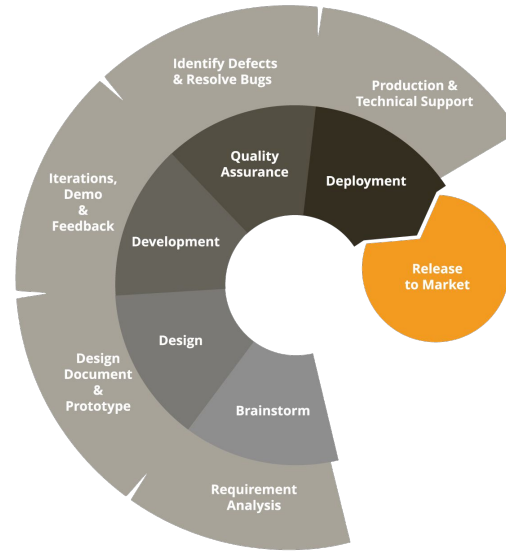 Identify Defects
& Resolve Bugs
Production &
Technical Support
Quality
Assurance
Deployment
Iterations,
Demo
&
Feedback
Development
Release
to Market
Design
Design
Document
&
Prototype
Brainstorm
Requirement
Analysis